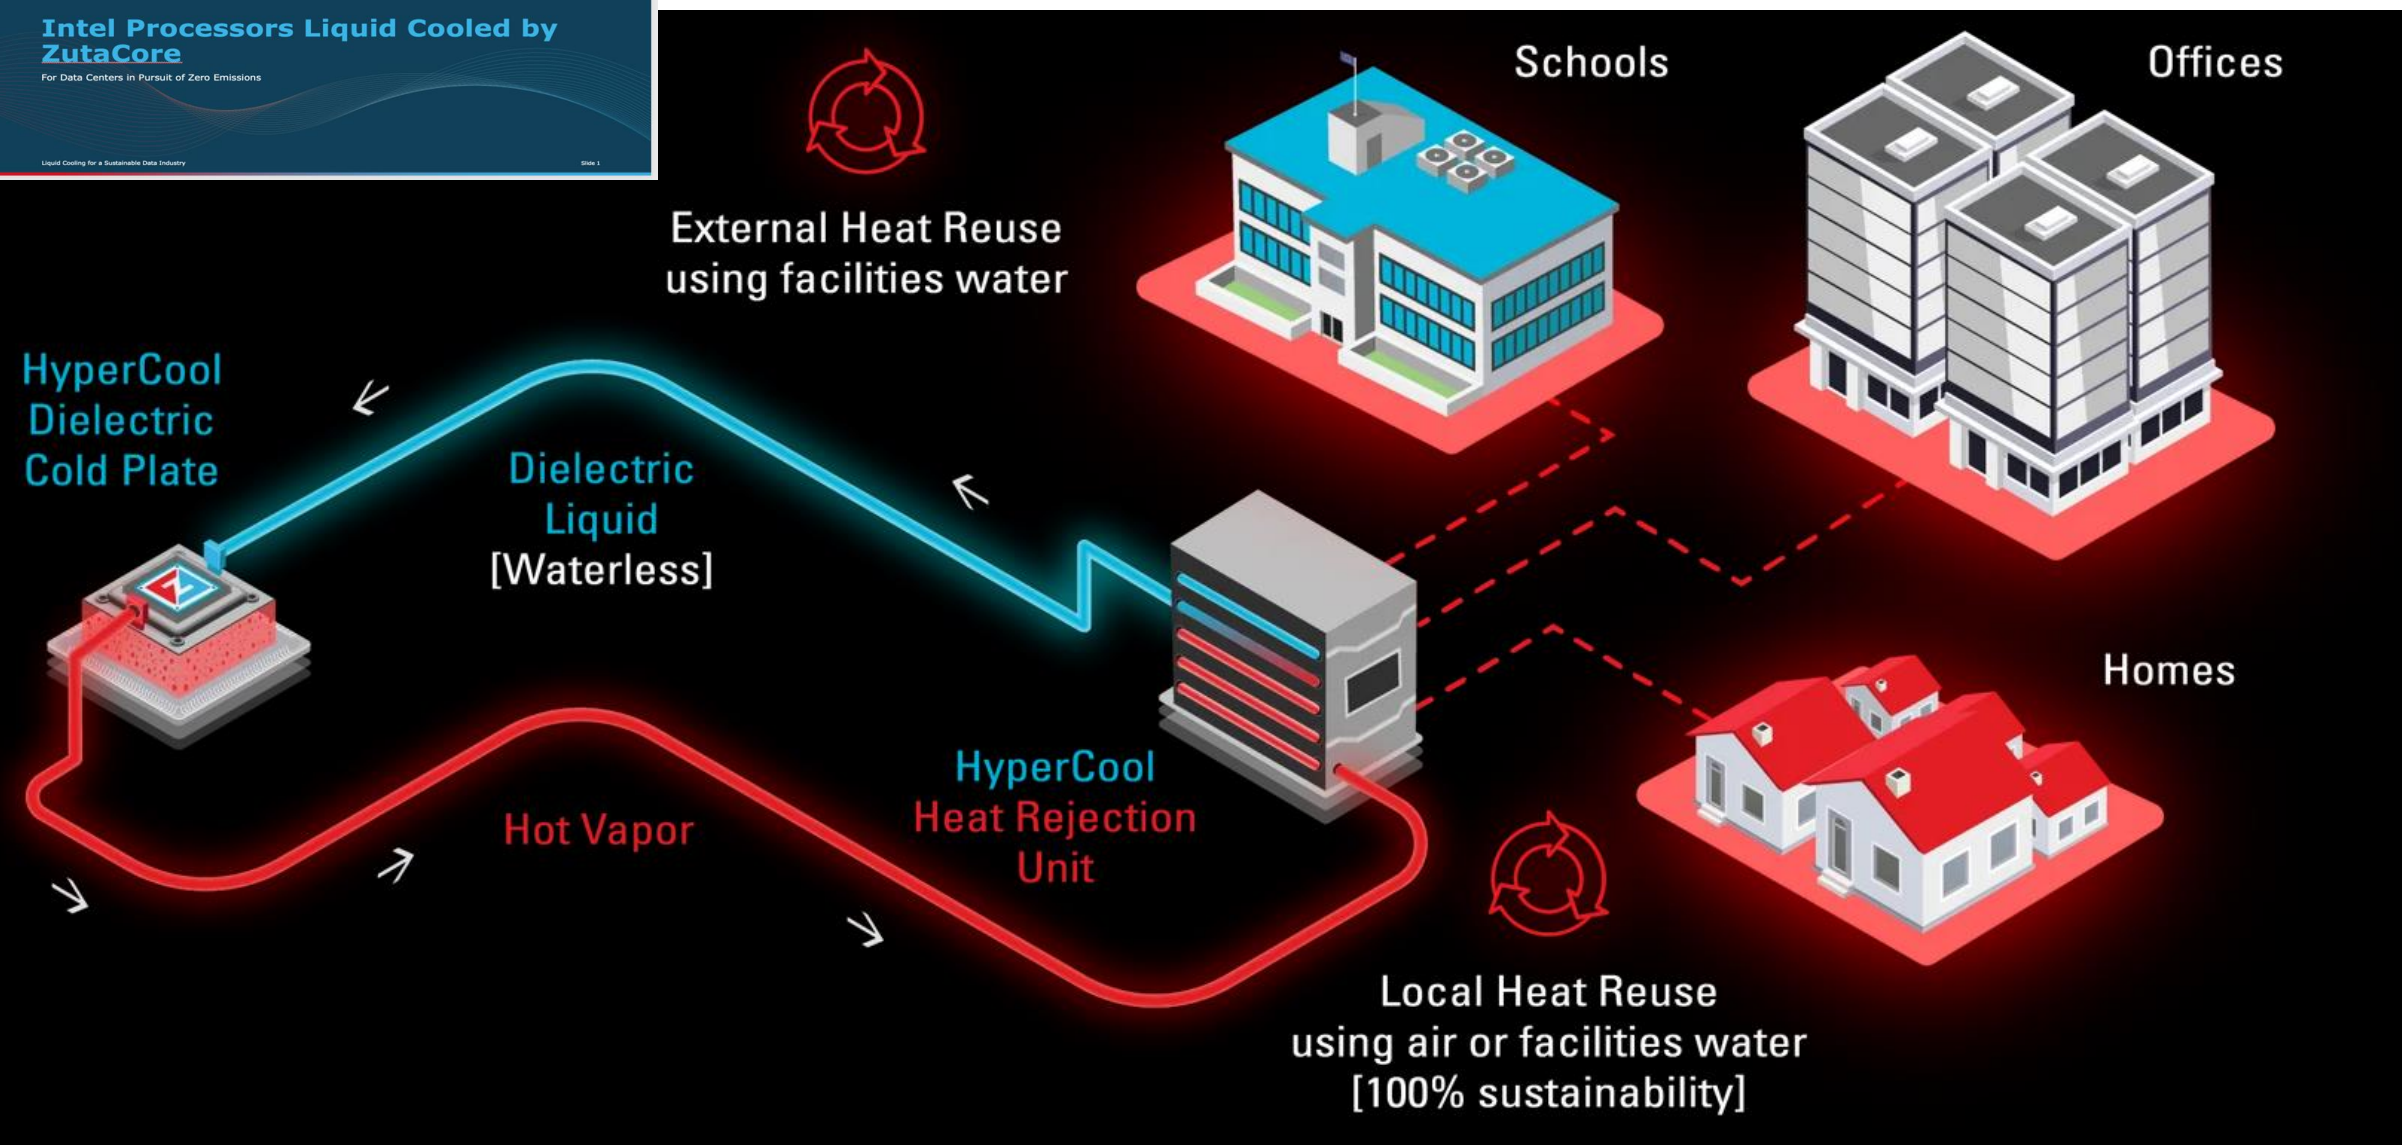 Intel Processors Liquid Cooled by
ZutaCore
For Data Centers in Pursuit of Zero Emissions
Liquid Cooling for a Sustainable Data Industry
Slide 1
External Heat Reuse
using facilities water
Schools
Offices
HyperCool
Dielectric
Cold Plate
Dielectric
Liquid
[Waterless]
Hot Vapor
HyperCool
Heat Rejection
Unit
Homes
Local Heat Reuse
using air or facilities water
[100% sustainability]